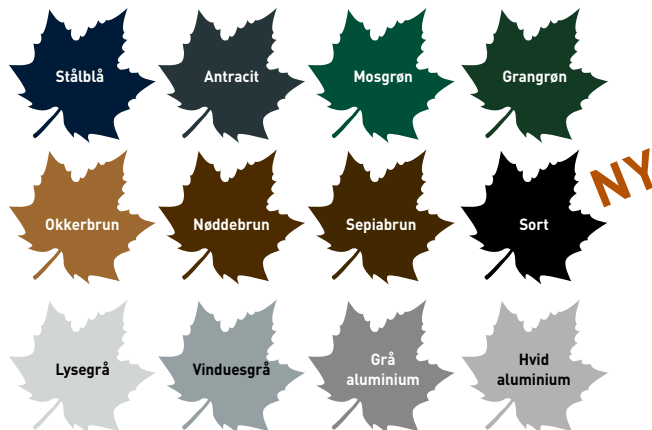 Stålblå
Antracit
Mosgrøn
Grangrøn
Okkerbrun
Nøddebrun
Sepiabrun
Sort
NY
Lysegrå
Vinduesgrå
Grå
aluminium
Hvid
aluminium